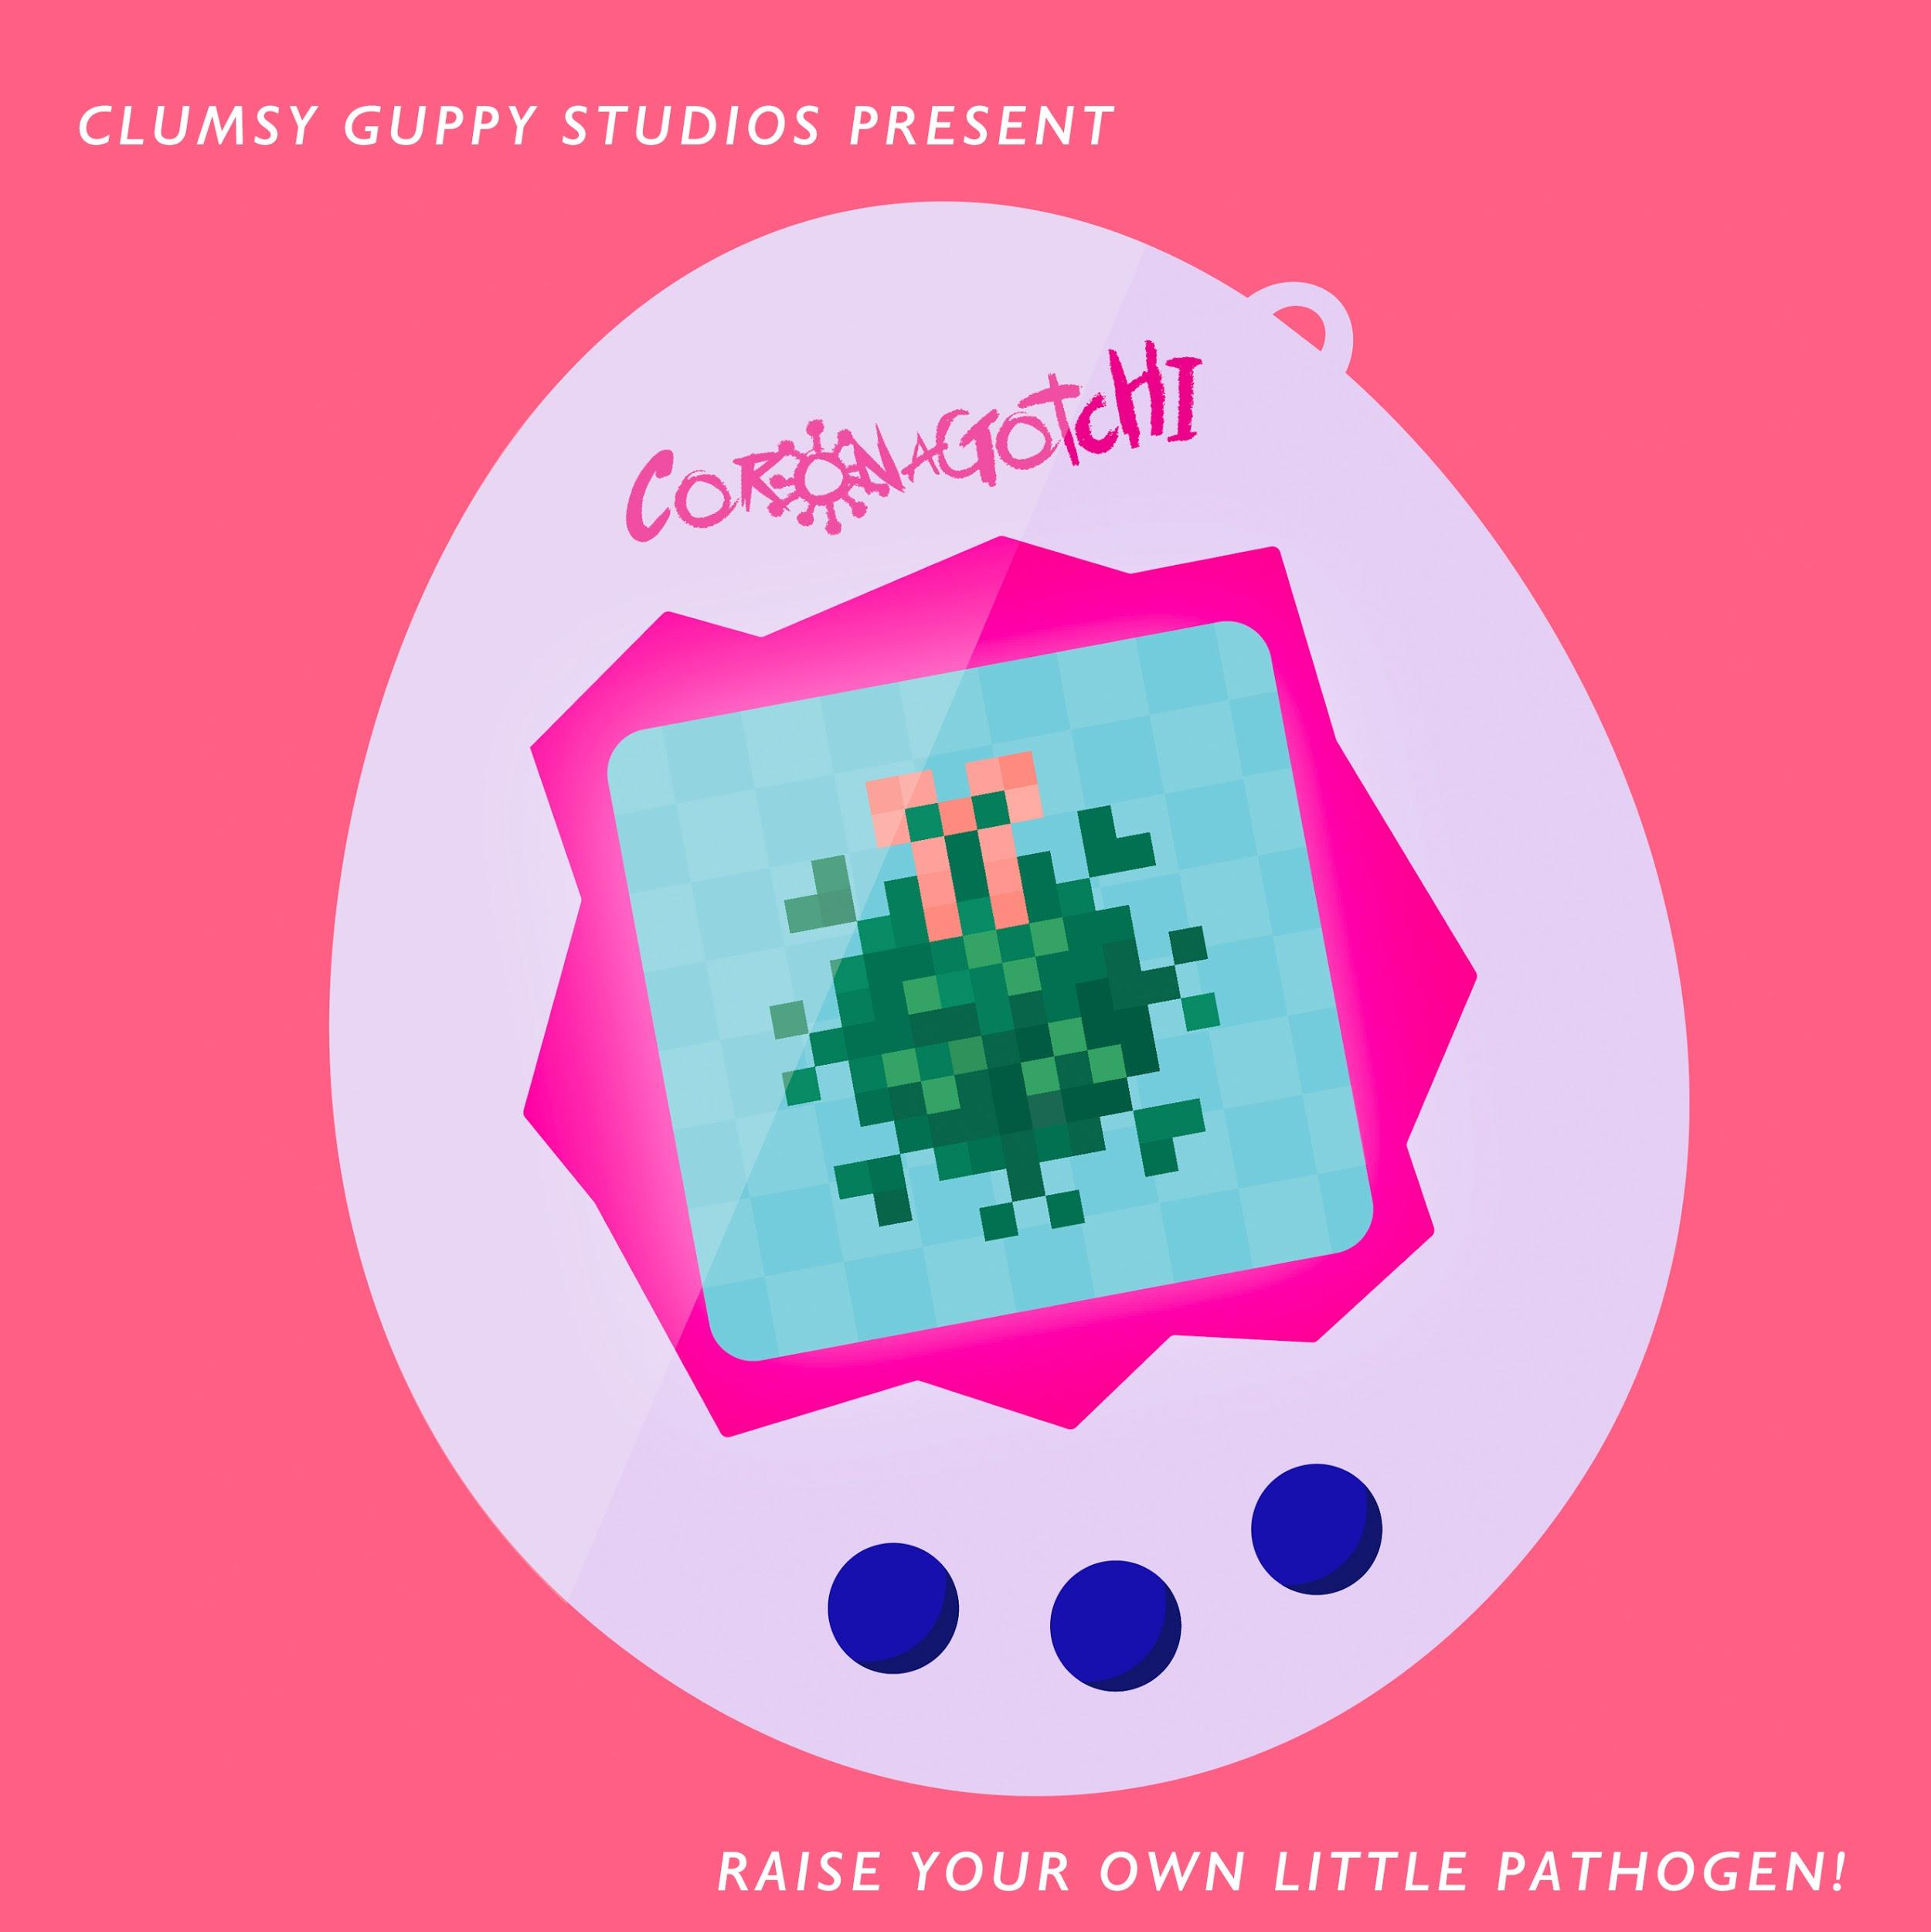 CLUMSY GUPPY STUDIOS PRESENT
CORONAGOTCHI
RAISE YOUR OWN LITTLE PATHOGEN!